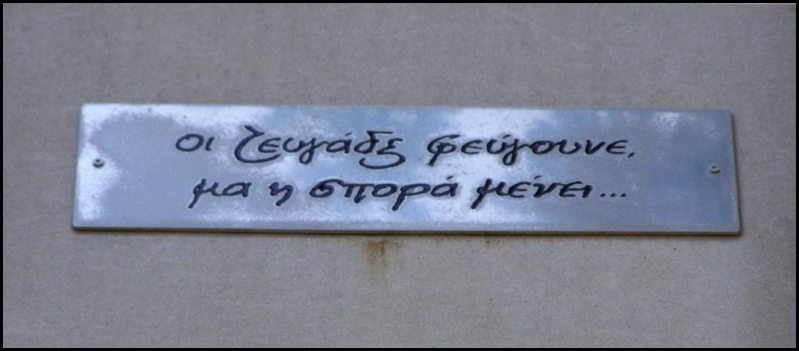 οι ζευγάδες φεύγουνε,
μα η σπορά μένει...